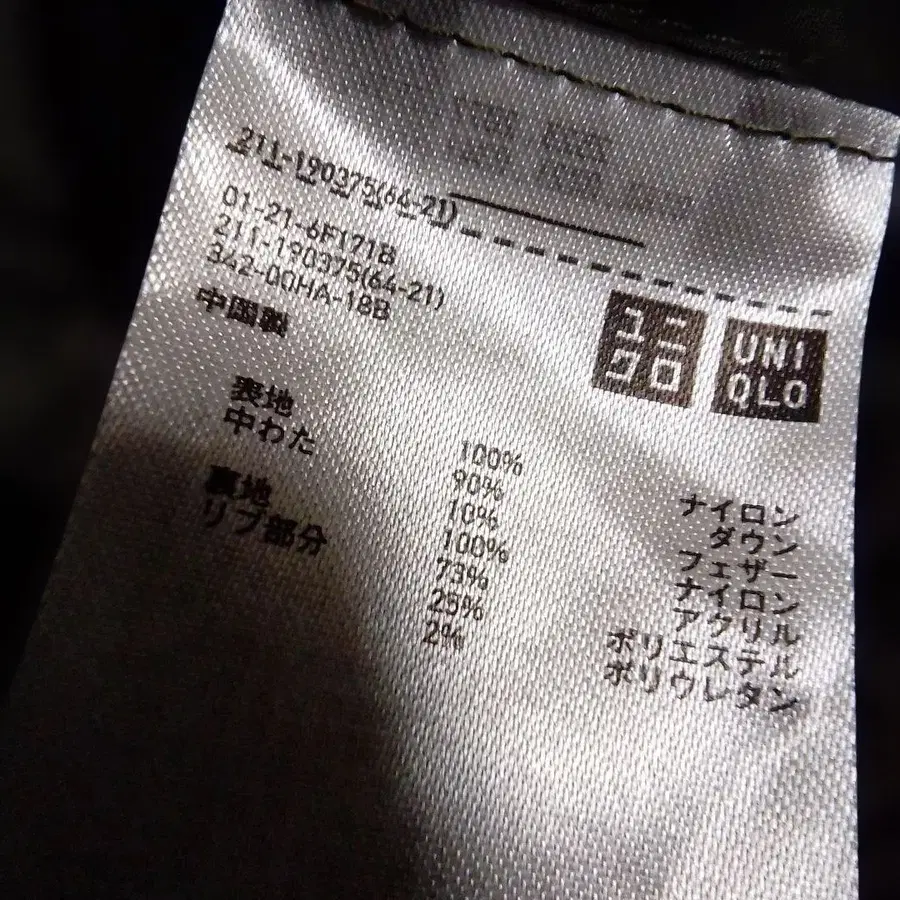 211-190375(64-21)
01-21-6F171B
211-190375(64-21)
342-00HA-18B
中国製
ユニクロ
UNIQLO
表地 100% ナイロン
中わた 90% ダウン
10% フェザー
裏地 100% ナイロン
リブ部分 73% アクリル
25% ポリエステル
2% ポリウレタン